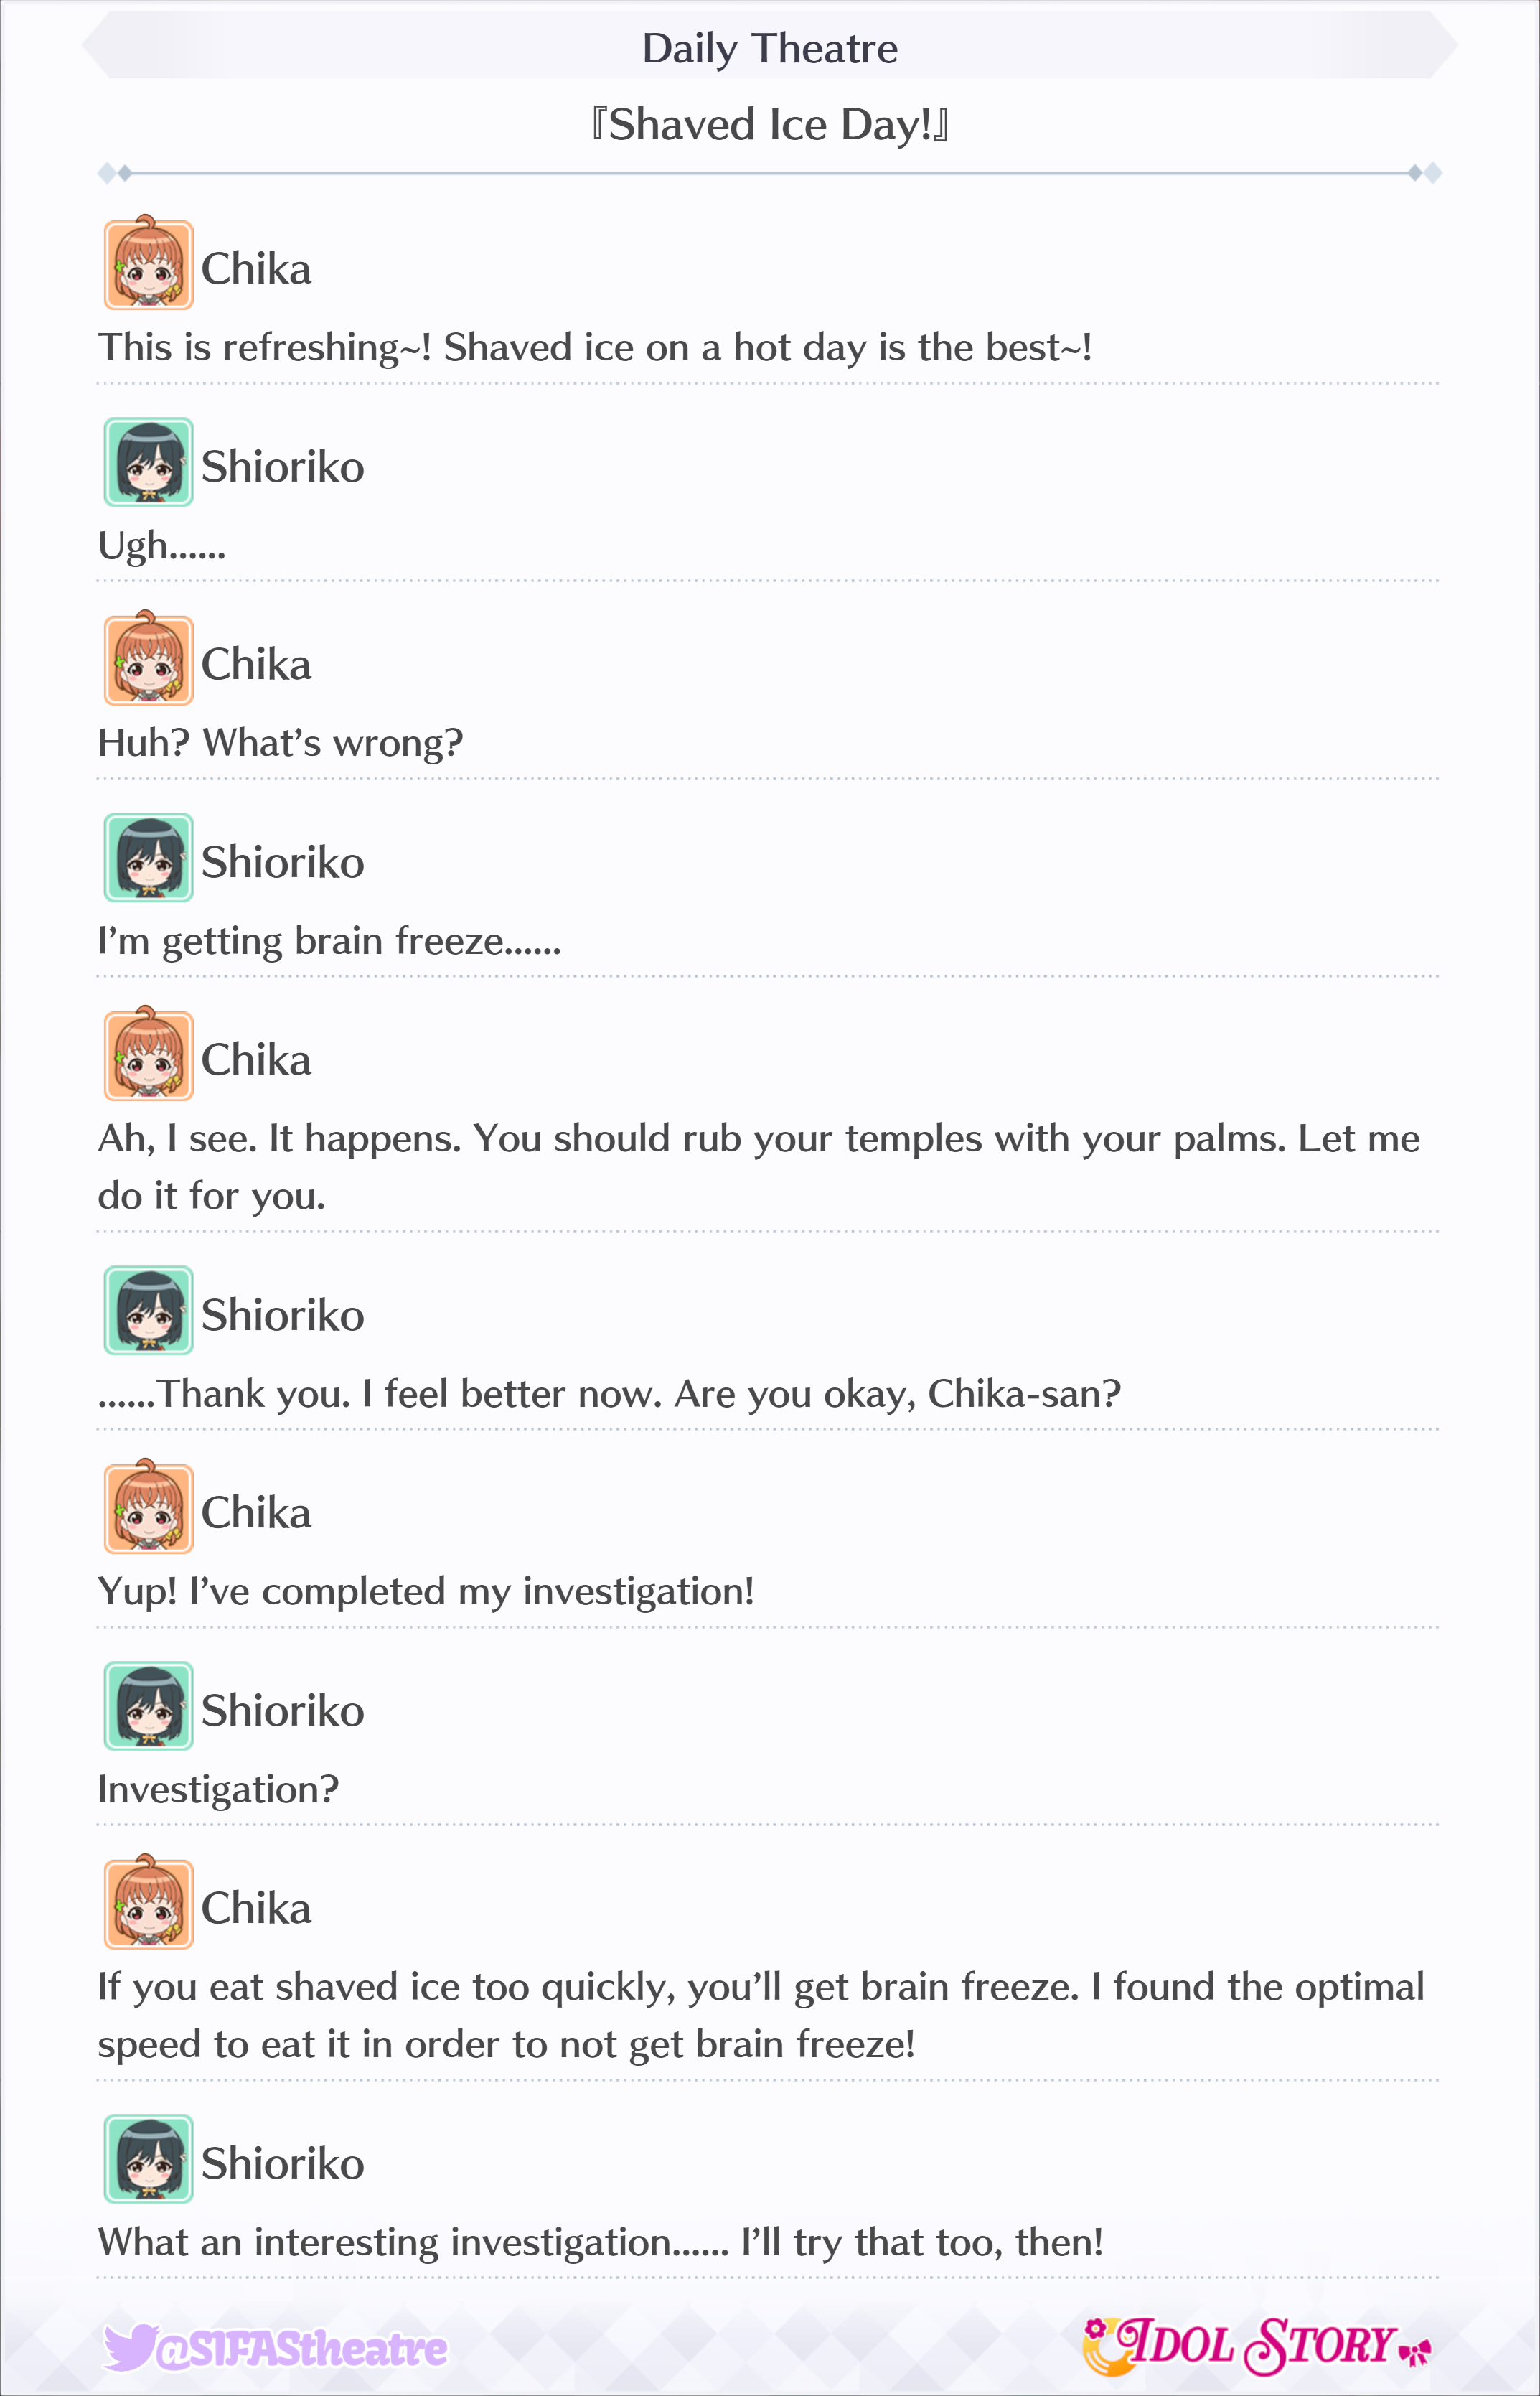 Daily Theatre
『Shaved Ice Day!』
Chika
This is refreshing~! Shaved ice on a hot day is the best~!
Shioriko
Ugh......
Chika
Huh? What’s wrong?
Shioriko
I’m getting brain freeze......
Chika
Ah, I see. It happens. You should rub your temples with your palms. Let me
do it for you.
Shioriko
......Thank you. I feel better now. Are you okay, Chika-san?
Chika
Yup! I’ve completed my investigation!
Shioriko
Investigation?
Chika
If you eat shaved ice too quickly, you’ll get brain freeze. I found the optimal
speed to eat it in order to not get brain freeze!
Shioriko
What an interesting investigation...... I’ll try that too, then!
@SIFAStheatre
IDOL STORY